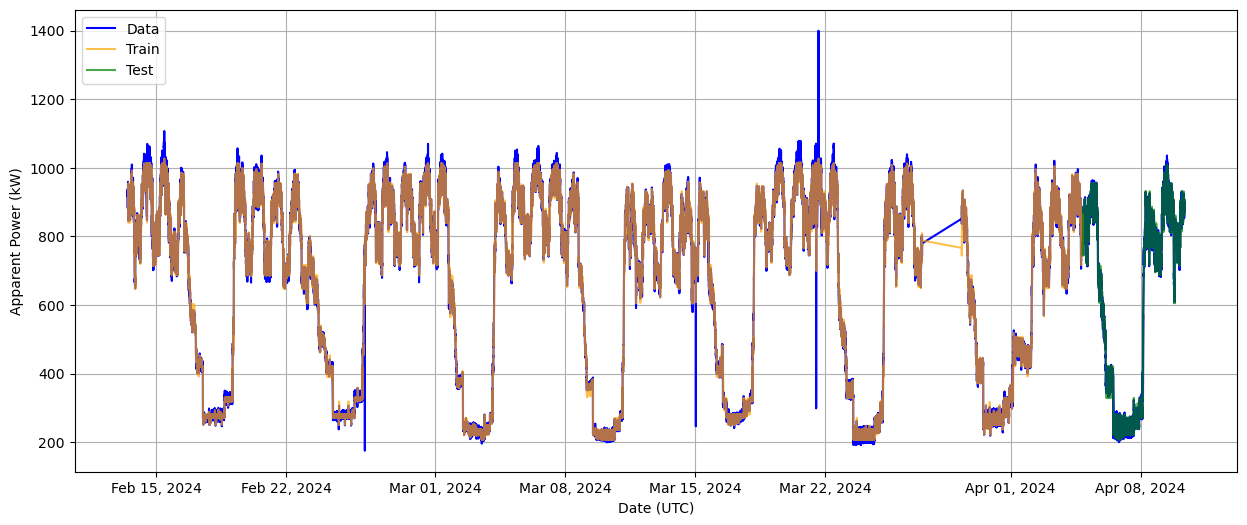 Data
Train
Test
Apparent Power (kW)
1400
1200
1000
800
600
400
200
Feb 15, 2024
Feb 22, 2024
Mar 01, 2024
Mar 08, 2024
Mar 15, 2024
Mar 22, 2024
Apr 01, 2024
Apr 08, 2024
Date (UTC)